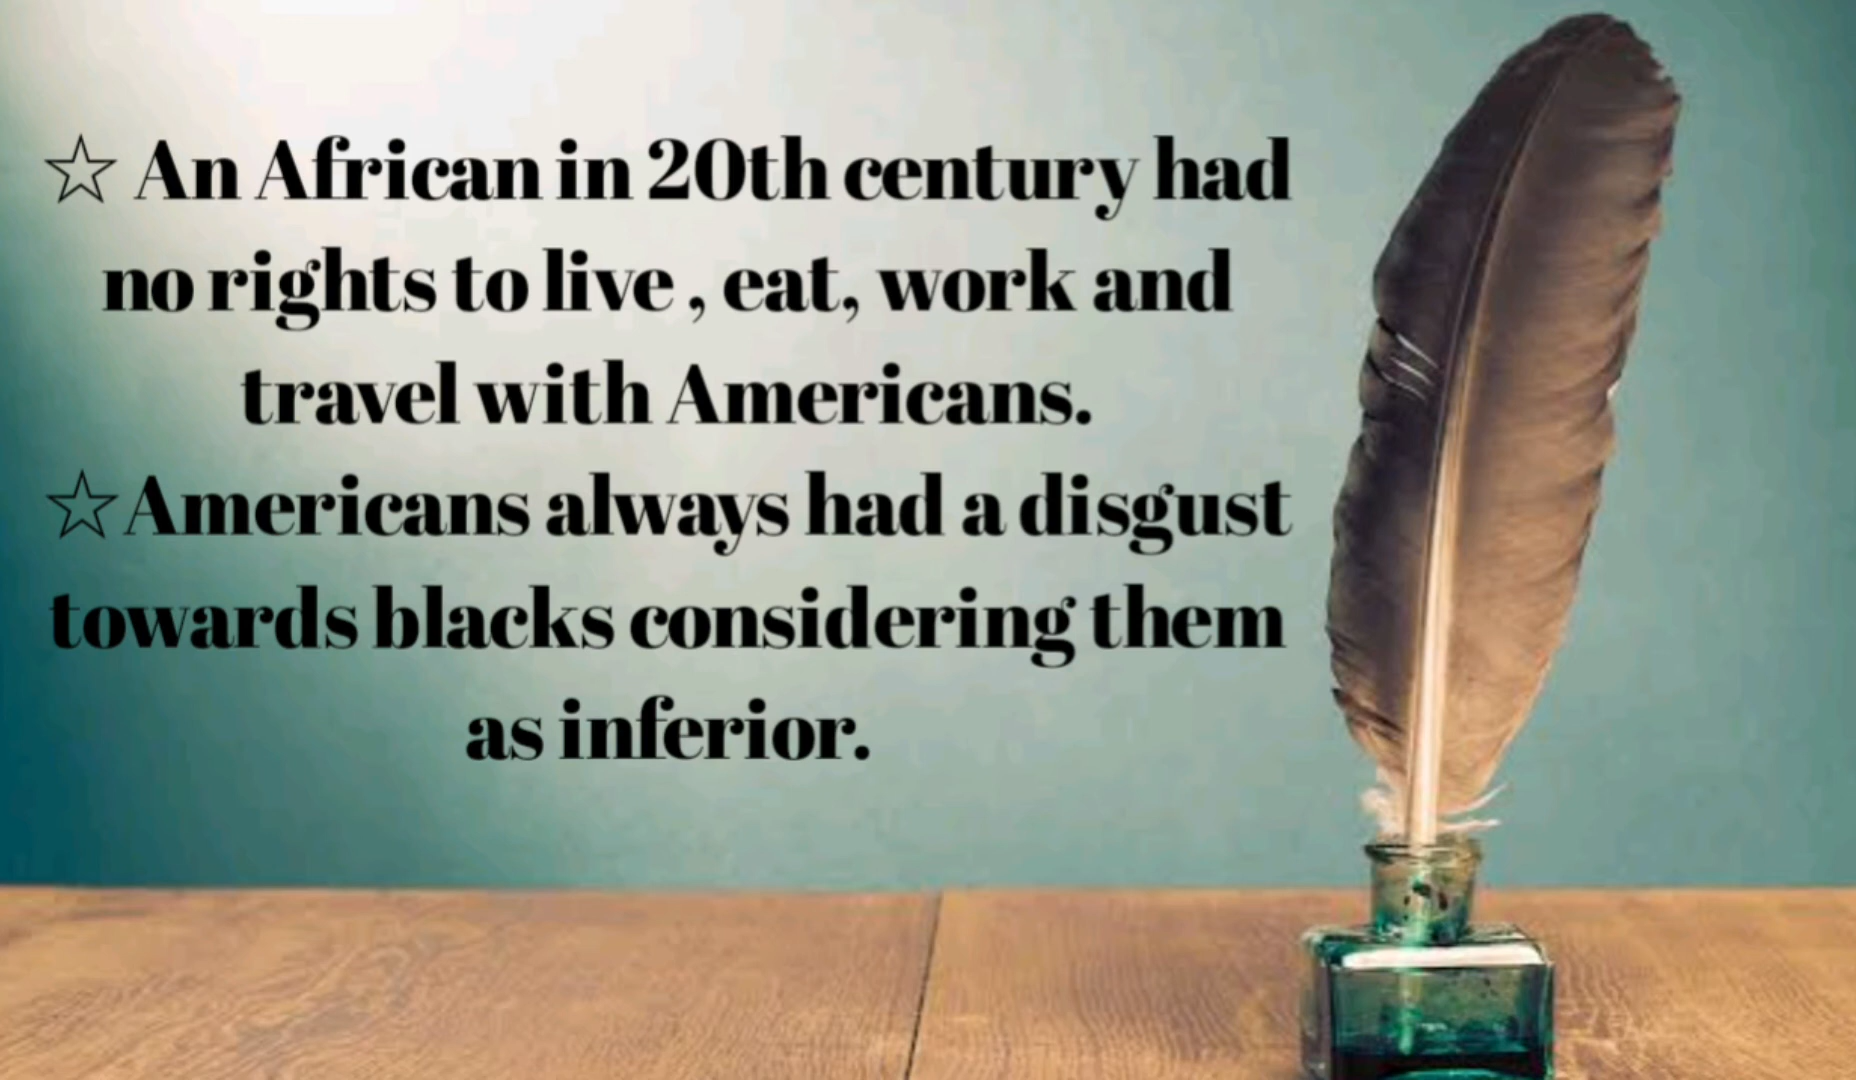 ☆ An African in 20th century had
no rights to live , eat, work and
travel with Americans.
☆Americans always had a disgust
towards blacks considering them
as inferior.